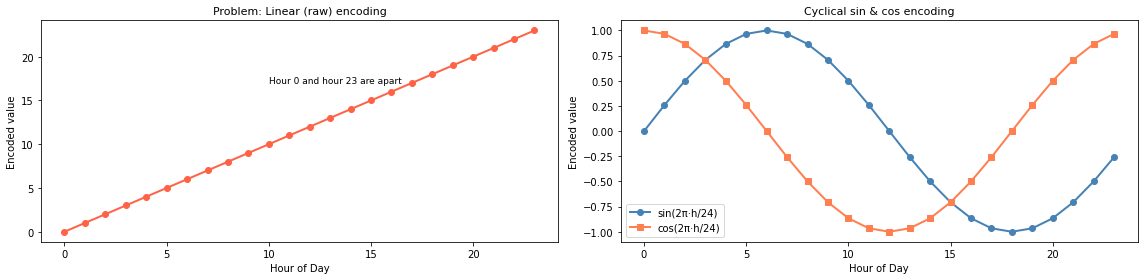 Problem: Linear (raw) encoding
Encoded value
20
15
10
5
0
Hour 0 and hour 23 are apart
0
5
10
15
20
Hour of Day
Cyclical sin & cos encoding
Encoded value
1.00
0.75
0.50
0.25
0.00
−0.25
−0.50
−0.75
−1.00
sin(2π·h/24)
cos(2π·h/24)
0
5
10
15
20
Hour of Day